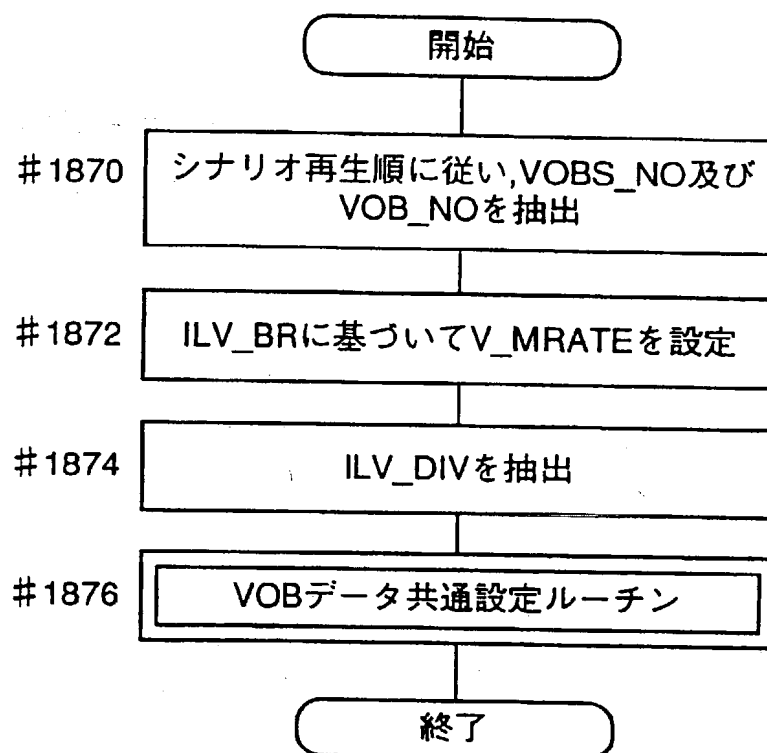 開始
#1870
シナリオ再生順に従い,VOBS_NO及び
VOB_NOを抽出
#1872
ILV_BRに基づいてV_MRATEを設定
#1874
ILV_DIVを抽出
#1876
VOBデータ共通設定ルーチン
終了